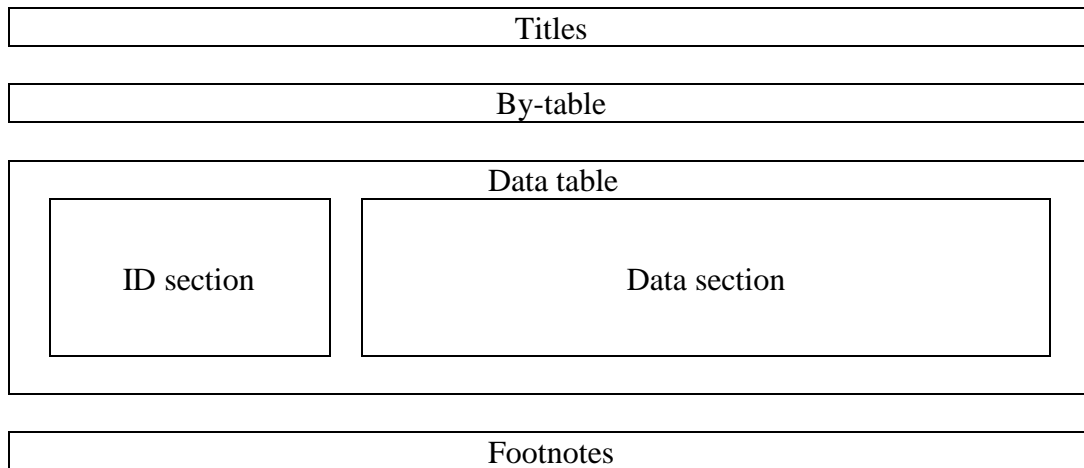 Titles
By-table
Data table
ID section
Data section
Footnotes